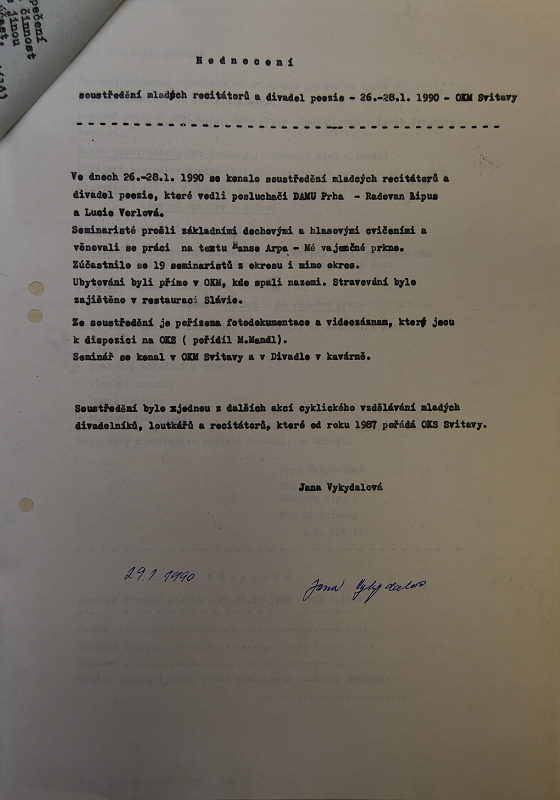 pečení
činnost
jinou
H o d n o c e n í
soustředění mladých recitátorů a divadel poezie - 26.-28.1. 1990 - OKM Svitavy
Ve dnech 26.-28.1. 1990 se konalo soustředění mladých recitátorů a
divadel poezie, které vedli posluchači DAMU Prha - Radovan Lipus
a Lucie Verlová.
Seminaristé prošli základními dechovými a hlasovými cvičeními a
věnovali se práci na textu Hanse Arpa - Mé vaječné prkno.
Zúčastnilo se 19 seminaristů z okresu i mimo okres.
Ubytováni byli přímo v OKM, kde spali nazemi. Stravování bylo
zajištěno v restauraci Slávie.
Ze soustředění je pořízena fotodokumentace a videozáznam, který jsou
k dispozici na OKS ( pořídil M.Mandl).
Seminář se konal v OKM Svitavy a v Divadle v kavárně.
Soustředění bylo zjednou z dalších akcí cyklického vzdělávání mladých
divadelníků, loutkářů a recitátorů, které od roku 1987 pořádá OKS Svitavy.
Jana Vykydalová
29.1. 1990 Jana Vykydalová